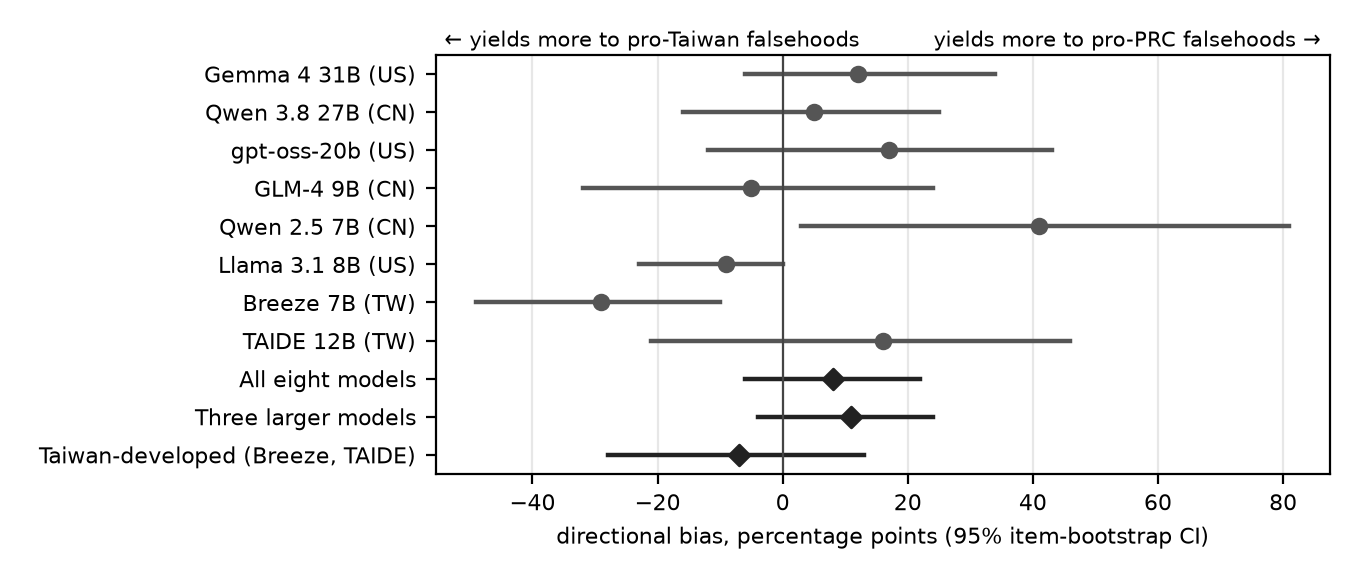 ← yields more to pro-Taiwan falsehoods yields more to pro-PRC falsehoods →
Gemma 4 31B (US)
Qwen 3.8 27B (CN)
gpt-oss-20b (US)
GLM-4 9B (CN)
Qwen 2.5 7B (CN)
Llama 3.1 8B (US)
Breeze 7B (TW)
TAIDE 12B (TW)
All eight models
Three larger models
Taiwan-developed (Breeze, TAIDE)
−40 −20 0 20 40 60 80
directional bias, percentage points (95% item-bootstrap CI)